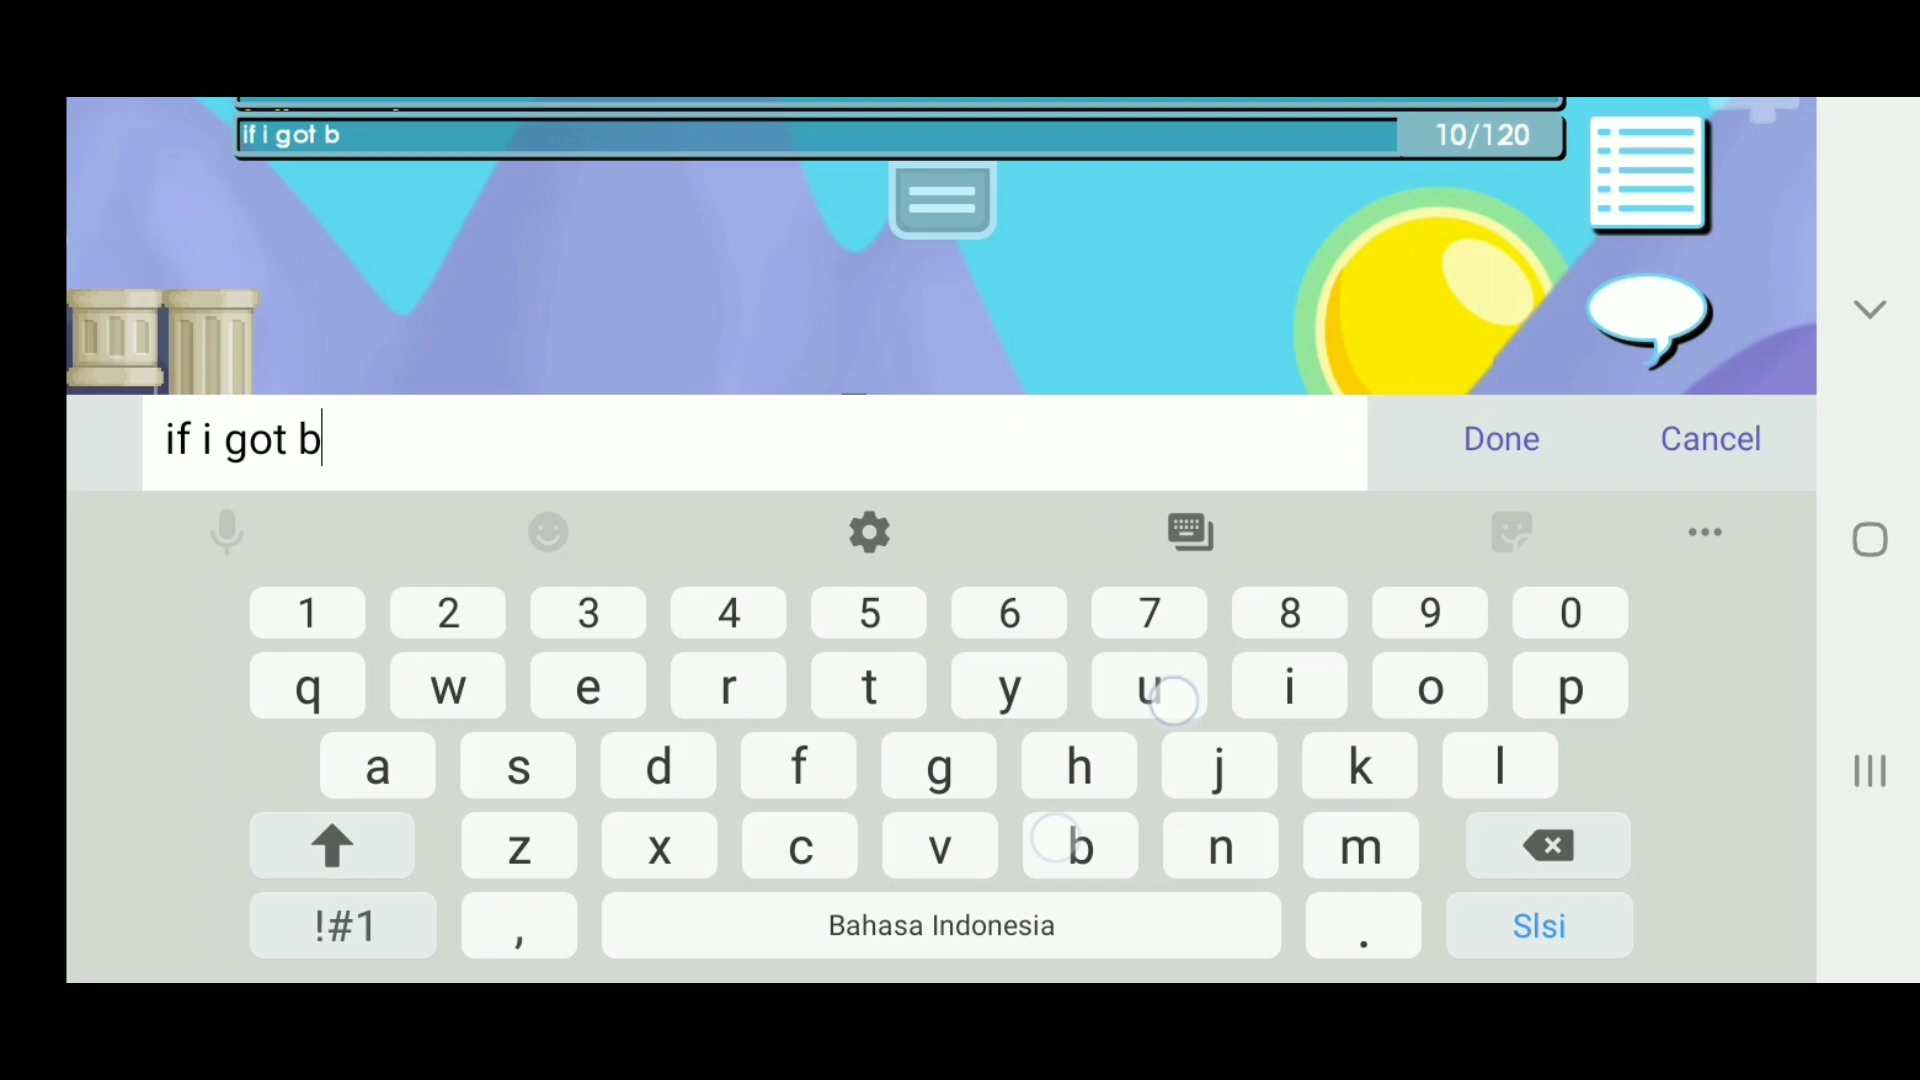 if i got b 10/120
if i got b Done Cancel
1 2 3 4 5 6 7 8 9 0
q w e r t y u i o p
a s d f g h j k l
z x c v b n m
!#1 , Bahasa Indonesia . Slsi